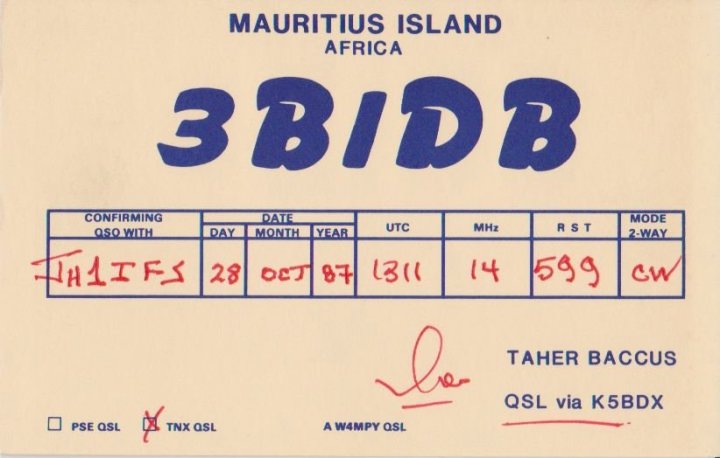 MAURITIUS ISLAND
AFRICA
3B1DB
CONFIRMING QSO WITH DATE DAY MONTH YEAR UTC MHz R S T MODE 2-WAY
JH1IFS 28 OCT 87 1311 14 599 CW
TAHER BACCUS
QSL via K5BDX
PSE QSL TNX QSL A W4MPY QSL